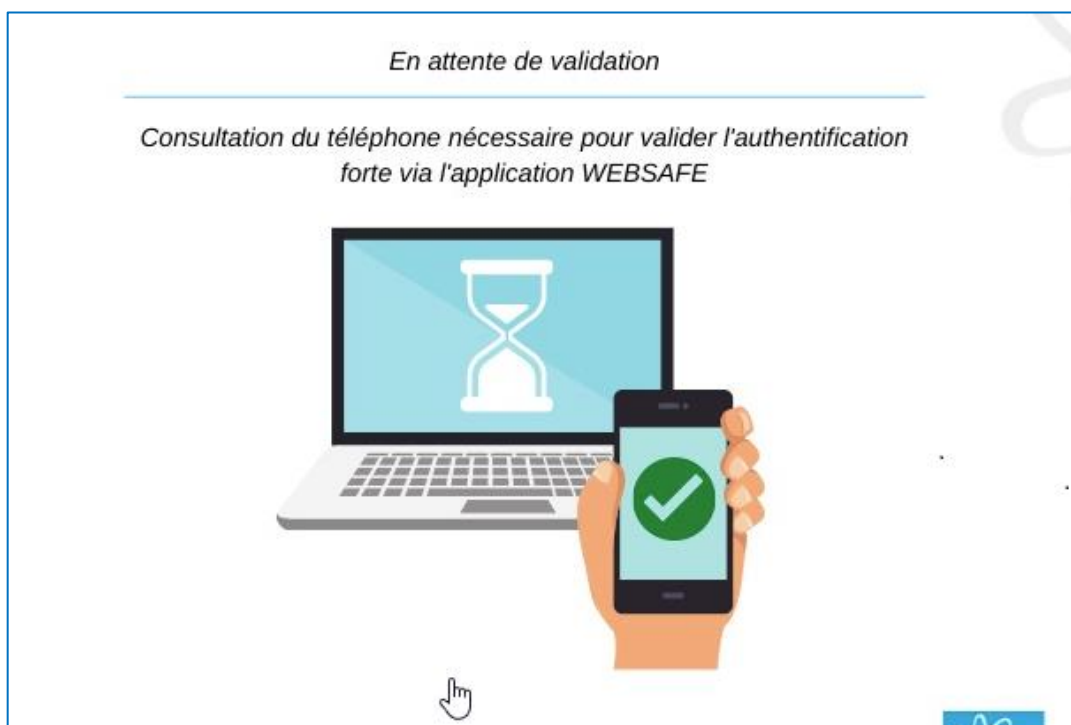 En attente de validation
Consultation du téléphone nécessaire pour valider l'authentification
forte via l'application WEBSAFE